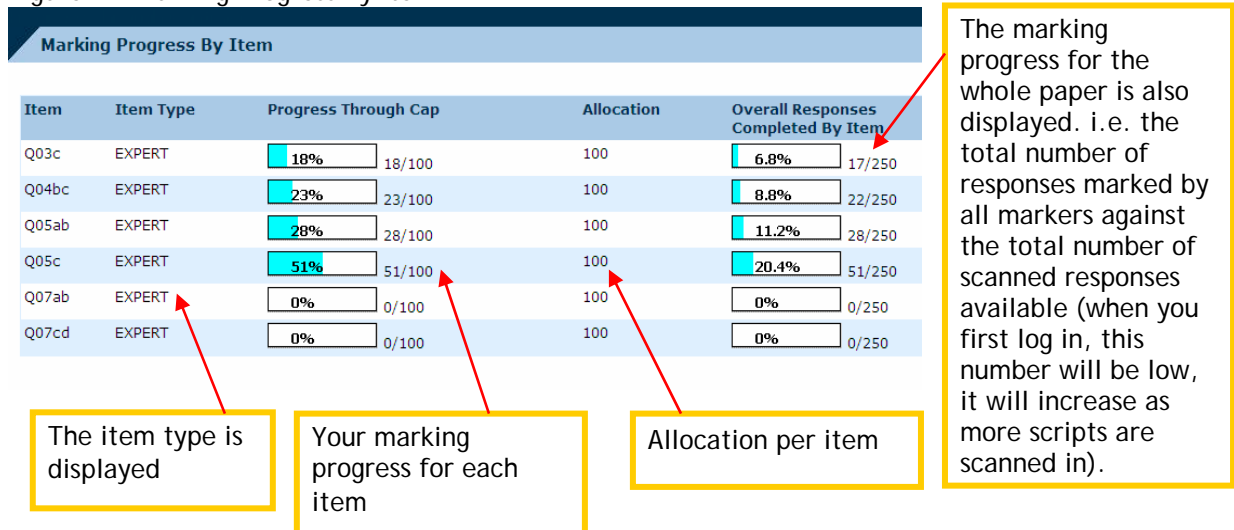 Marking Progress By Item
Item Item Type Progress Through Cap Allocation Overall Responses
Completed By Item
Q03c EXPERT 18% 18/100 100 6.8% 17/250
Q04bc EXPERT 23% 23/100 100 8.8% 22/250
Q05ab EXPERT 28% 28/100 100 11.2% 28/250
Q05c EXPERT 51% 51/100 100 20.4% 51/250
Q07ab EXPERT 0% 0/100 100 0% 0/250
Q07cd EXPERT 0% 0/100 100 0% 0/250
The marking
progress for the
whole paper is also
displayed. i.e. the
total number of
responses marked by
all markers against
the total number of
scanned responses
available (when you
first log in, this
number will be low,
it will increase as
more scripts are
scanned in).
The item type is
displayed
Your marking
progress for each
item
Allocation per item